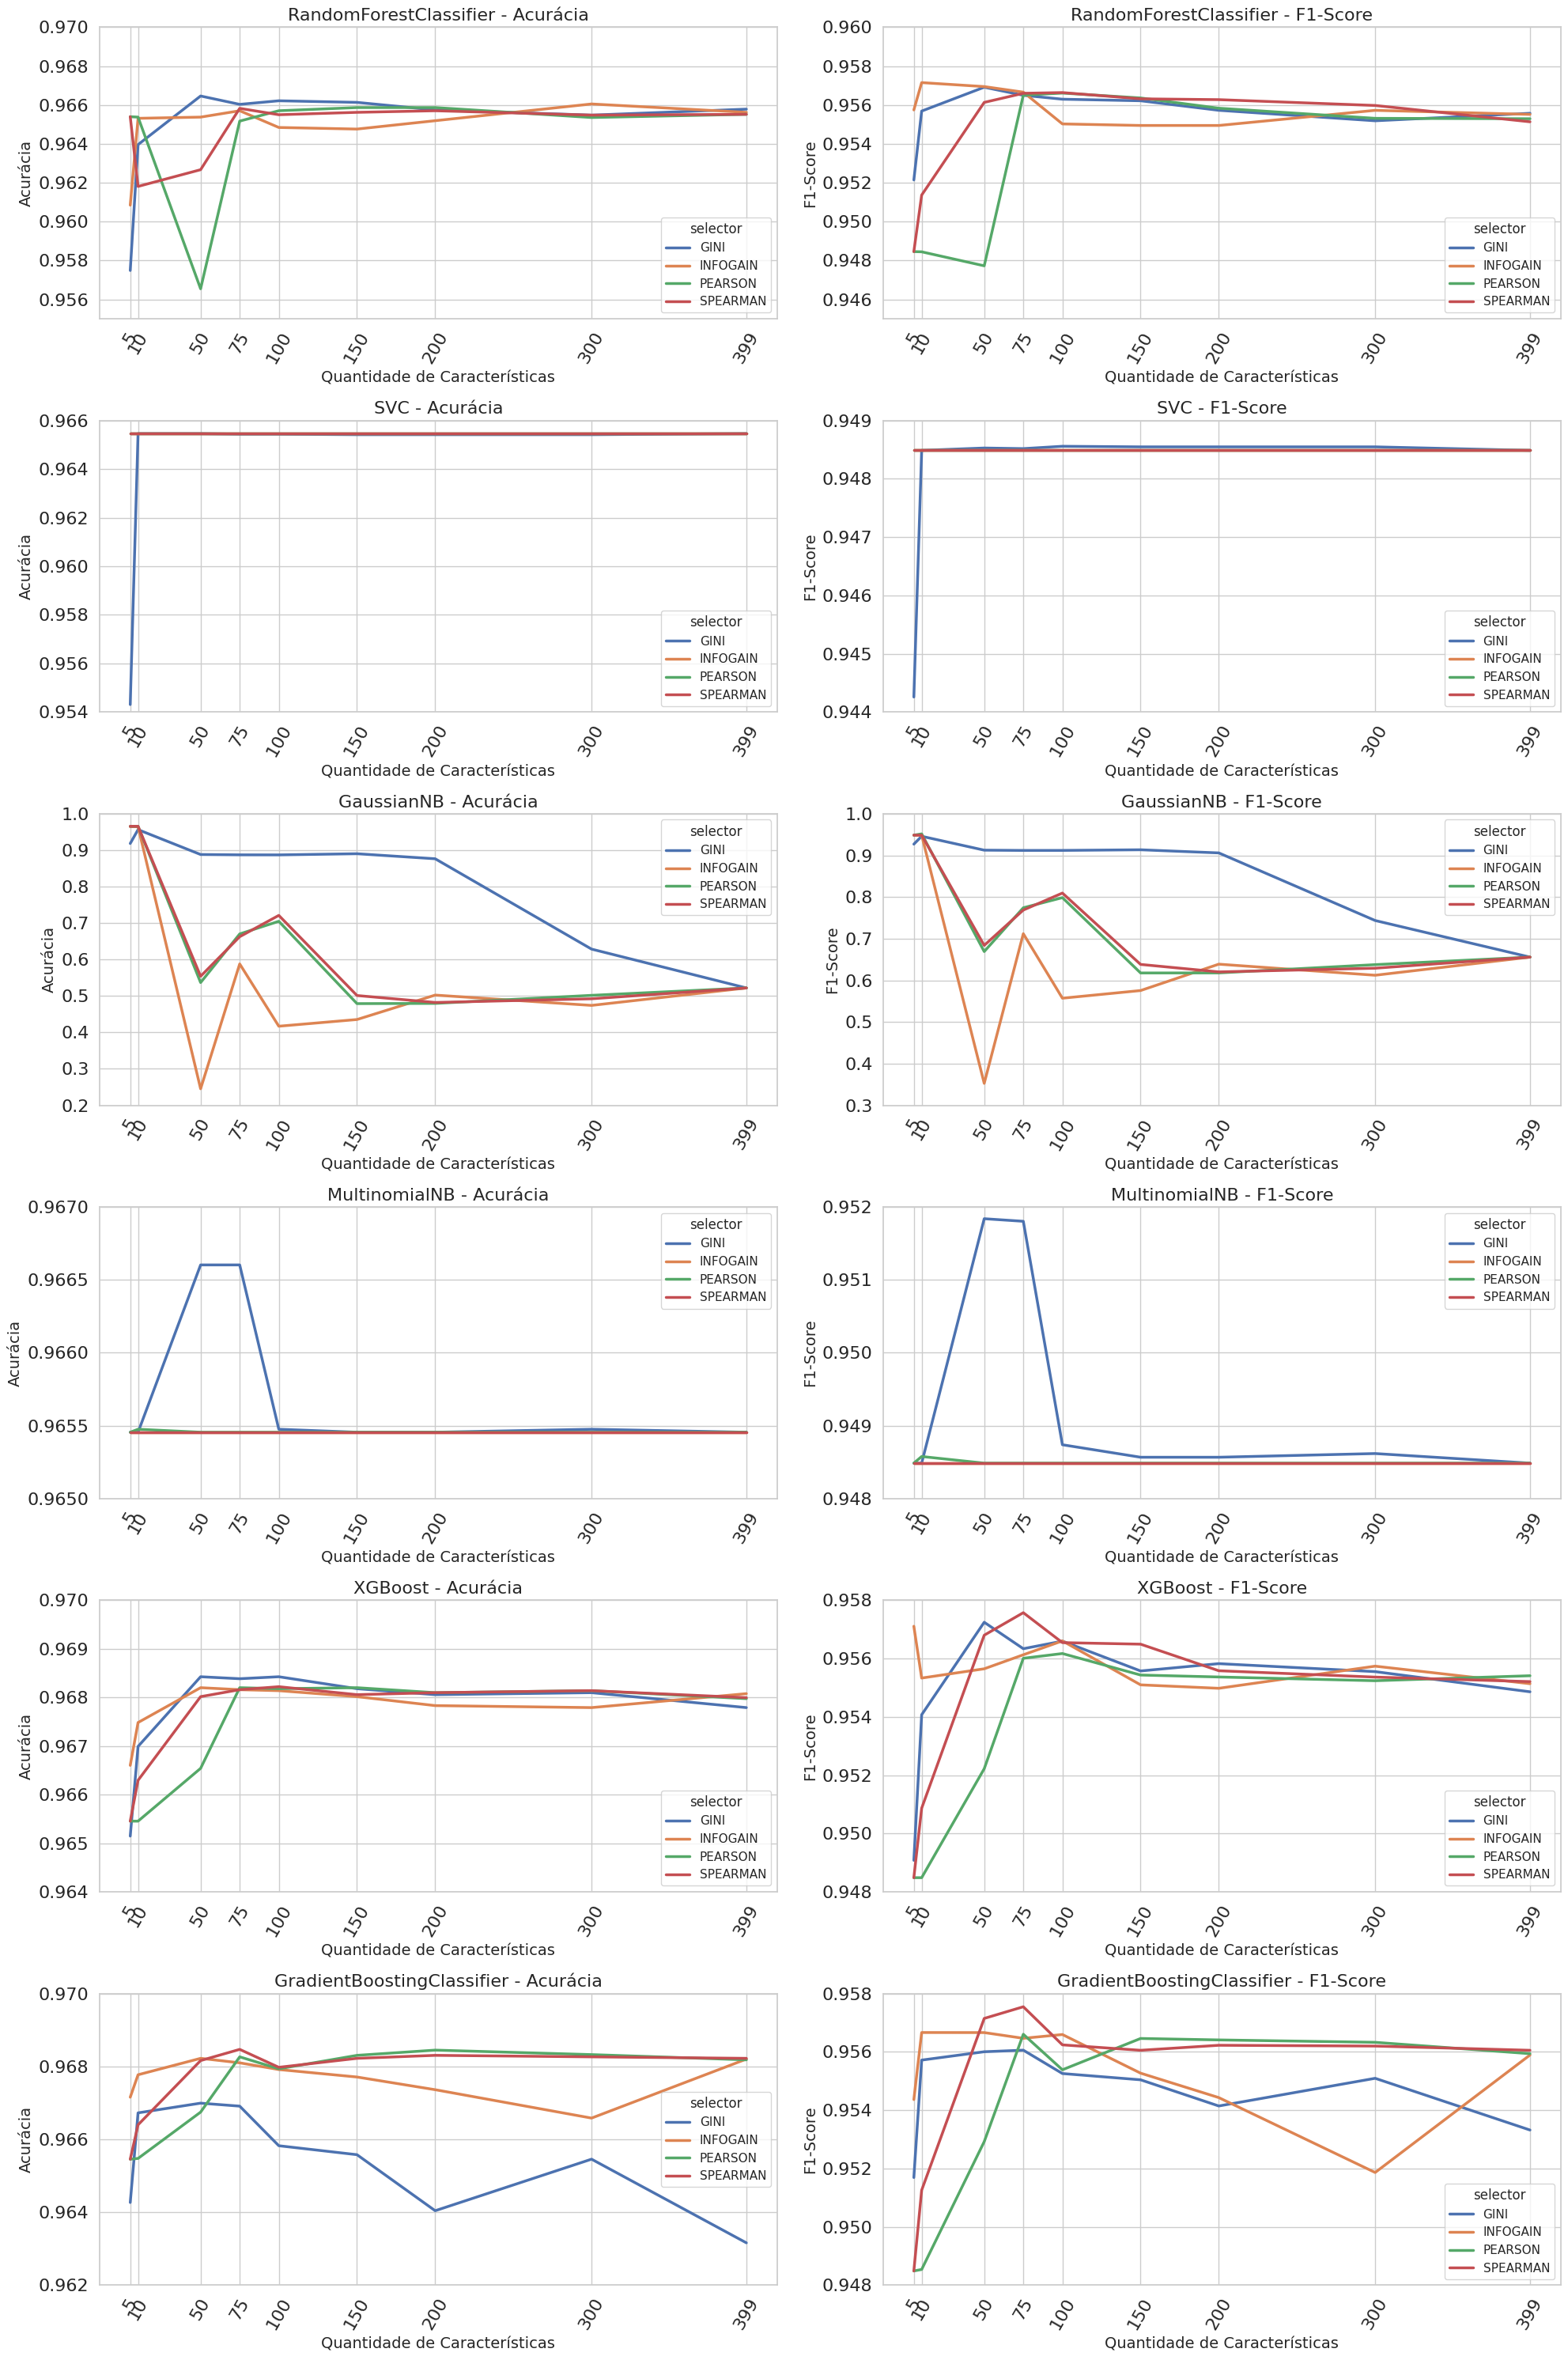 RandomForestClassifier - Acurácia
0.970
0.968
0.966
0.964
0.962
0.960
0.958
0.956
Acurácia
selector
GINI
INFOGAIN
PEARSON
SPEARMAN
5
10
50
75
100
150
200
300
399
Quantidade de Características
RandomForestClassifier - F1-Score
0.960
0.958
0.956
0.954
0.952
0.950
0.948
0.946
F1-Score
selector
GINI
INFOGAIN
PEARSON
SPEARMAN
5
10
50
75
100
150
200
300
399
Quantidade de Características
SVC - Acurácia
0.966
0.964
0.962
0.960
0.958
0.956
0.954
Acurácia
selector
GINI
INFOGAIN
PEARSON
SPEARMAN
5
10
50
75
100
150
200
300
399
Quantidade de Características
SVC - F1-Score
0.949
0.948
0.947
0.946
0.945
0.944
F1-Score
selector
GINI
INFOGAIN
PEARSON
SPEARMAN
5
10
50
75
100
150
200
300
399
Quantidade de Características
GaussianNB - Acurácia
1.0
0.9
0.8
0.7
0.6
0.5
0.4
0.3
0.2
Acurácia
selector
GINI
INFOGAIN
PEARSON
SPEARMAN
5
10
50
75
100
150
200
300
399
Quantidade de Características
GaussianNB - F1-Score
1.0
0.9
0.8
0.7
0.6
0.5
0.4
0.3
F1-Score
selector
GINI
INFOGAIN
PEARSON
SPEARMAN
5
10
50
75
100
150
200
300
399
Quantidade de Características
MultinomialNB - Acurácia
0.9670
0.9665
0.9660
0.9655
0.9650
Acurácia
selector
GINI
INFOGAIN
PEARSON
SPEARMAN
5
10
50
75
100
150
200
300
399
Quantidade de Características
MultinomialNB - F1-Score
0.952
0.951
0.950
0.949
0.948
F1-Score
selector
GINI
INFOGAIN
PEARSON
SPEARMAN
5
10
50
75
100
150
200
300
399
Quantidade de Características
XGBoost - Acurácia
0.970
0.969
0.968
0.967
0.966
0.965
0.964
Acurácia
selector
GINI
INFOGAIN
PEARSON
SPEARMAN
5
10
50
75
100
150
200
300
399
Quantidade de Características
XGBoost - F1-Score
0.958
0.956
0.954
0.952
0.950
0.948
F1-Score
selector
GINI
INFOGAIN
PEARSON
SPEARMAN
5
10
50
75
100
150
200
300
399
Quantidade de Características
GradientBoostingClassifier - Acurácia
0.970
0.968
0.966
0.964
0.962
Acurácia
selector
GINI
INFOGAIN
PEARSON
SPEARMAN
5
10
50
75
100
150
200
300
399
Quantidade de Características
GradientBoostingClassifier - F1-Score
0.958
0.956
0.954
0.952
0.950
0.948
F1-Score
selector
GINI
INFOGAIN
PEARSON
SPEARMAN
5
10
50
75
100
150
200
300
399
Quantidade de Características